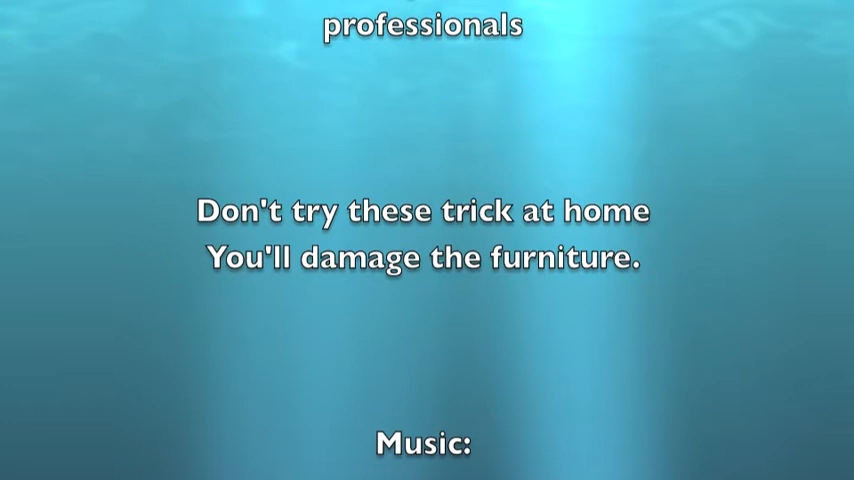 professionals
Don't try these trick at home
You'll damage the furniture.
Music: